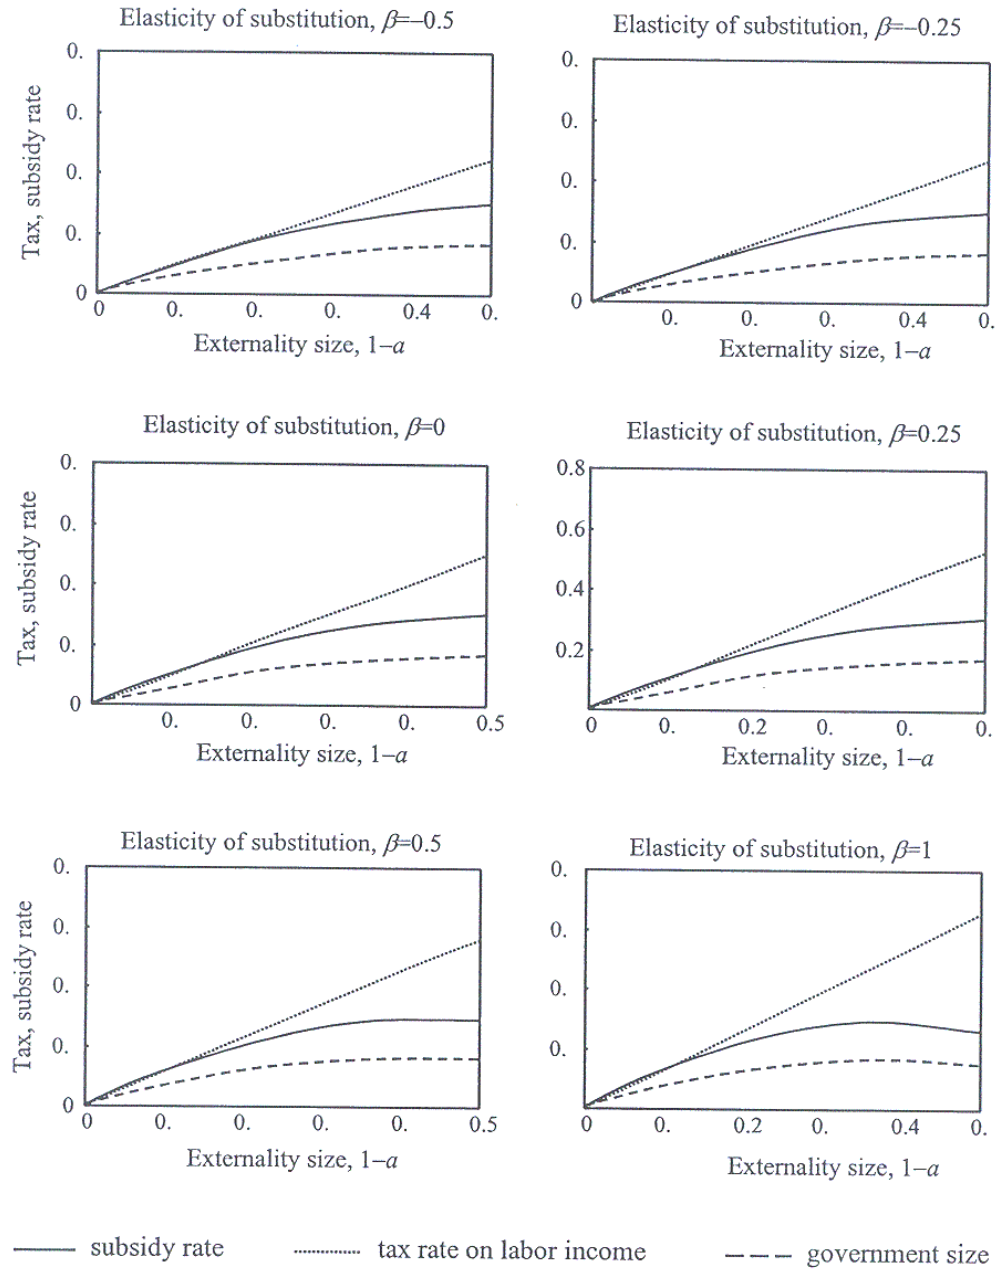 Elasticity of substitution, β=–0.5
0.
0.
0.
0.
0
Tax, subsidy rate
0 0. 0. 0. 0.4 0.
Externality size, 1–a
Elasticity of substitution, β=–0.25
0.
0.
0.
0.
0
0. 0. 0. 0.4 0.
Externality size, 1–a
Elasticity of substitution, β=0
0.
0.
0.
0.
0
Tax, subsidy rate
0. 0. 0. 0. 0.5
Externality size, 1–a
Elasticity of substitution, β=0.25
0.8
0.6
0.4
0.2
0 0. 0.2 0. 0. 0.
Externality size, 1–a
Elasticity of substitution, β=0.5
0.
0.
0.
0.
0
Tax, subsidy rate
0 0. 0. 0. 0. 0.5
Externality size, 1–a
Elasticity of substitution, β=1
0.
0.
0.
0.
0 0. 0.2 0. 0.4 0.
Externality size, 1–a
subsidy rate tax rate on labor income government size